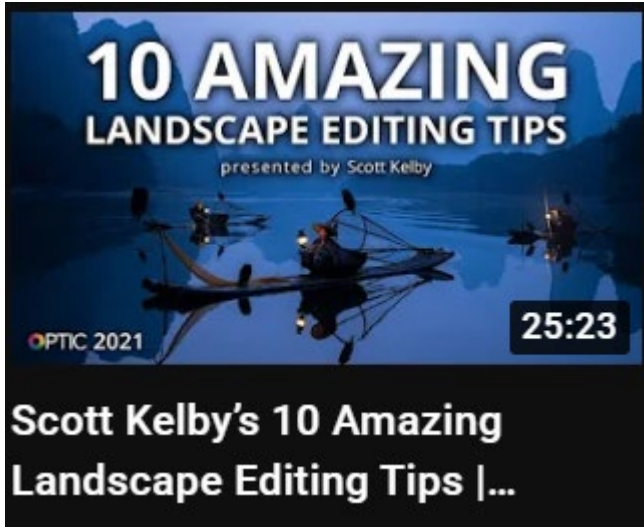 10 AMAZING
LANDSCAPE EDITING TIPS
presented by Scott Kelby
OPTIC 2021
25:23
Scott Kelby’s 10 Amazing
Landscape Editing Tips |...